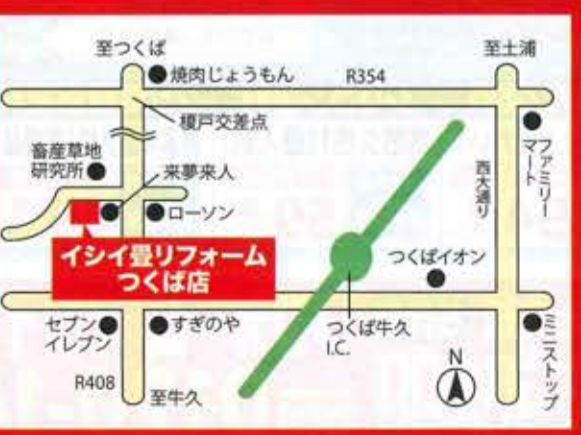 至つくば
至土浦
焼肉じょうもん
R354
榎戸交差点
畜産草地
研究所
来夢来人
ローソン
ファミリー
マート
西大通り
イシイ畳リフォーム
つくば店
つくばイオン
セブン
イレブン
すぎのや
つくば牛久
I.C.
ミニストップ
R408
至牛久
N